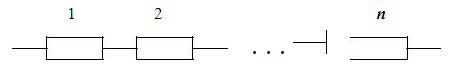 1 2 n
. . .